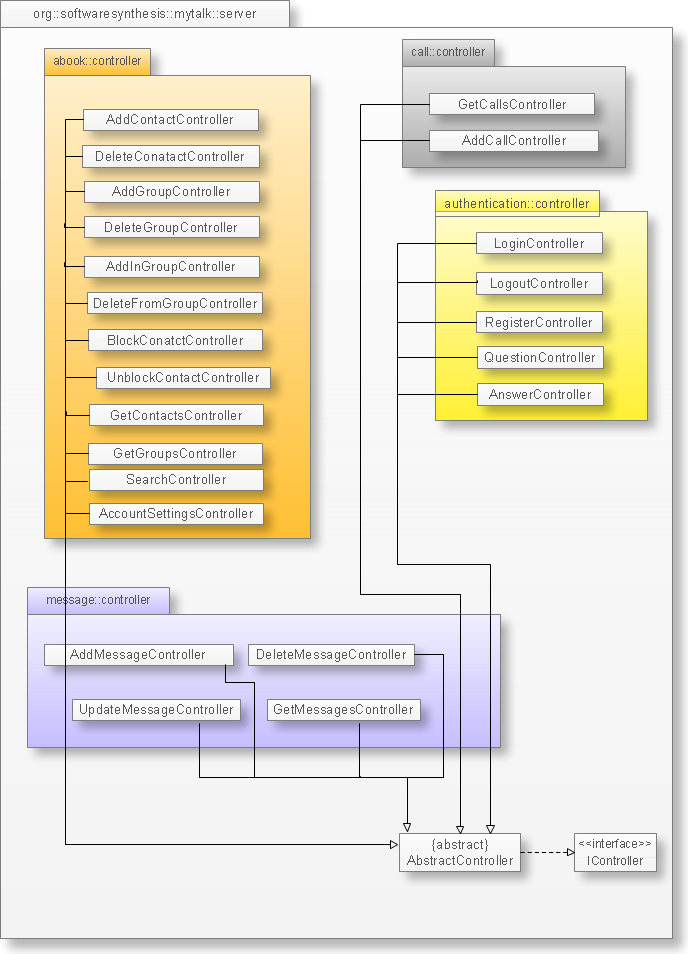 org::softwaresynthesis::mytalk::server
abook::controller
AddContactController
DeleteConatactController
AddGroupController
DeleteGroupController
AddInGroupController
DeleteFromGroupController
BlockConatctController
UnblockContactController
GetContactsController
GetGroupsController
SearchController
AccountSettingsController
call::controller
GetCallsController
AddCallController
authentication::controller
LoginController
LogoutController
RegisterController
QuestionController
AnswerController
message::controller
AddMessageController
DeleteMessageController
UpdateMessageController
GetMessagesController
{abstract}
AbstractController
<<interface>>
IController